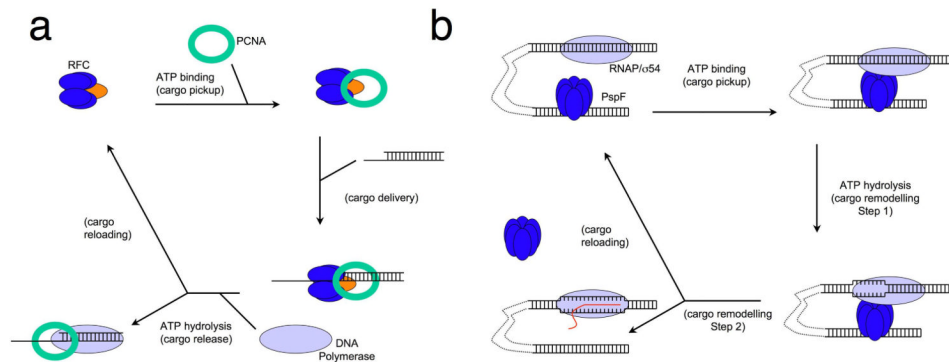 a
PCNA
RFC
ATP binding
(cargo pickup)
(cargo delivery)
(cargo
reloading)
ATP hydrolysis
(cargo release)
DNA
Polymerase
b
RNAP/σ54
PspF
ATP binding
(cargo pickup)
ATP hydrolysis
(cargo remodelling
Step 1)
(cargo
reloading)
(cargo remodelling
Step 2)